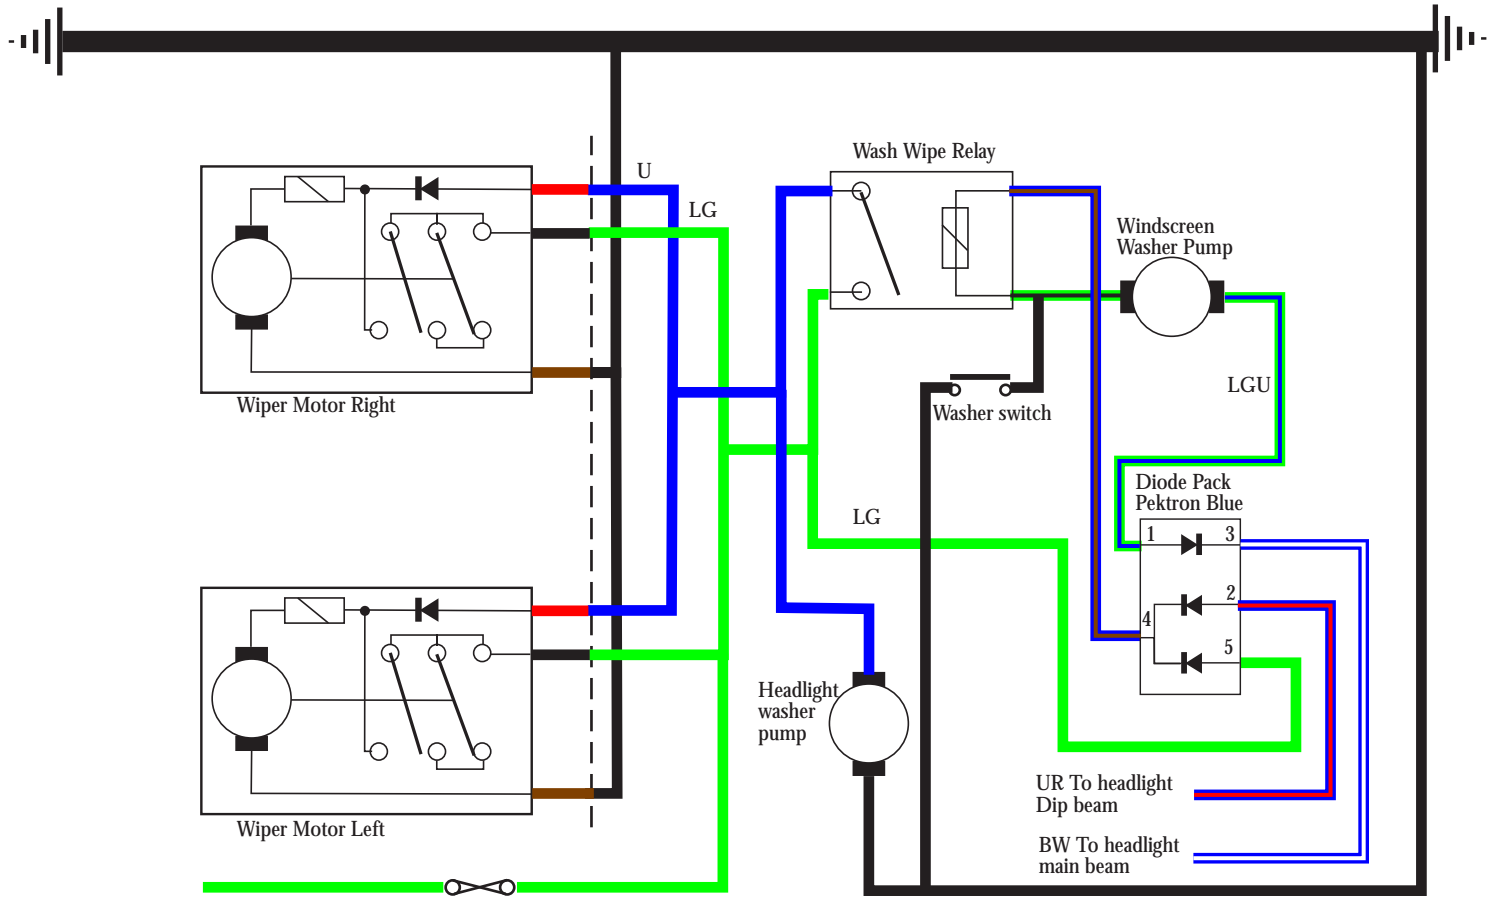 Wash Wipe Relay
U
LG
Windscreen
Washer Pump
LGU
Wiper Motor Right
Washer switch
Diode Pack
Pektron Blue
LG
1
3
2
4
5
Headlight
washer
pump
UR To headlight
Dip beam
Wiper Motor Left
BW To headlight
main beam